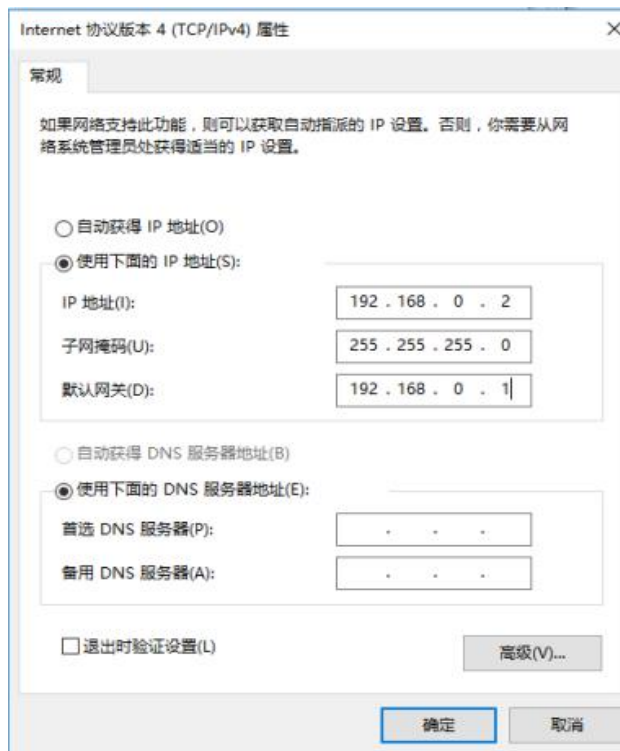 Internet 协议版本 4 (TCP/IPv4) 属性
常规
如果网络支持此功能，则可以获取自动指派的 IP 设置。否则，你需要从网
络系统管理员处获得适当的 IP 设置。
自动获得 IP 地址(O)
使用下面的 IP 地址(S):
IP 地址(I): 192 . 168 . 0 . 2
子网掩码(U): 255 . 255 . 255 . 0
默认网关(D): 192 . 168 . 0 . 1
自动获得 DNS 服务器地址(B)
使用下面的 DNS 服务器地址(E):
首选 DNS 服务器(P): . . .
备用 DNS 服务器(A): . . .
退出时验证设置(L)
高级(V)...
确定 取消